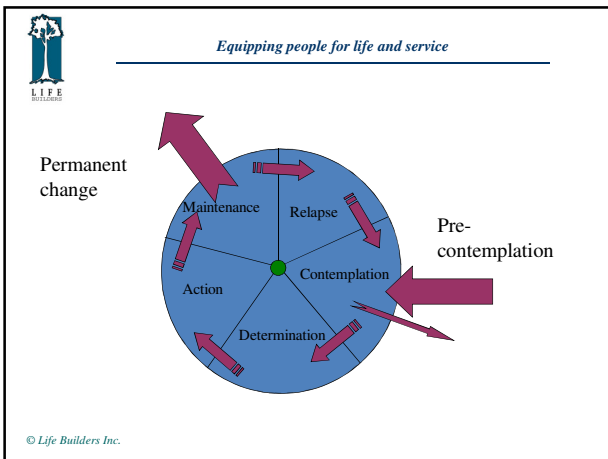 Equipping people for life and service
LIFE
BUILDERS
Permanent
change
Maintenance
Relapse
Pre-
contemplation
Contemplation
Action
Determination
© Life Builders Inc.